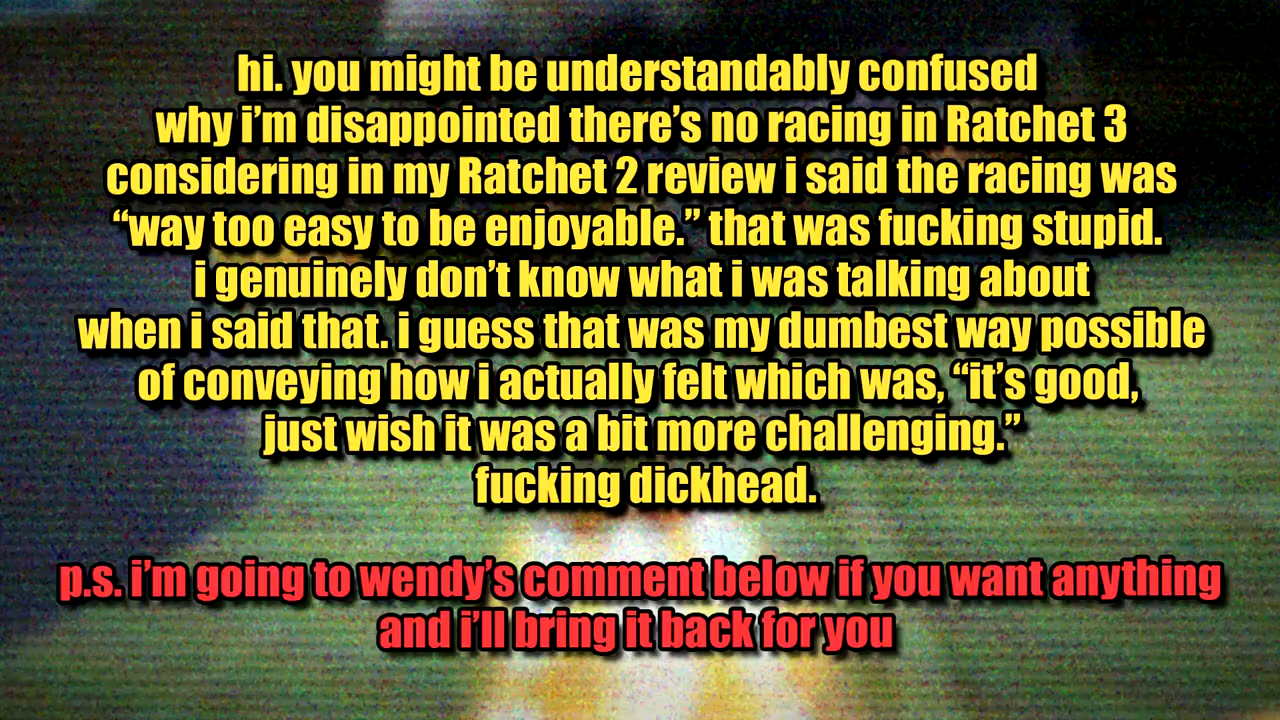 hi. you might be understandably confused
why i’m disappointed there’s no racing in Ratchet 3
considering in my Ratchet 2 review i said the racing was
“way too easy to be enjoyable.” that was fucking stupid.
i genuinely don’t know what i was talking about
when i said that. i guess that was my dumbest way possible
of conveying how i actually felt which was, “it’s good,
just wish it was a bit more challenging.”
fucking dickhead.
p.s. i’m going to wendy’s comment below if you want anything
and i’ll bring it back for you